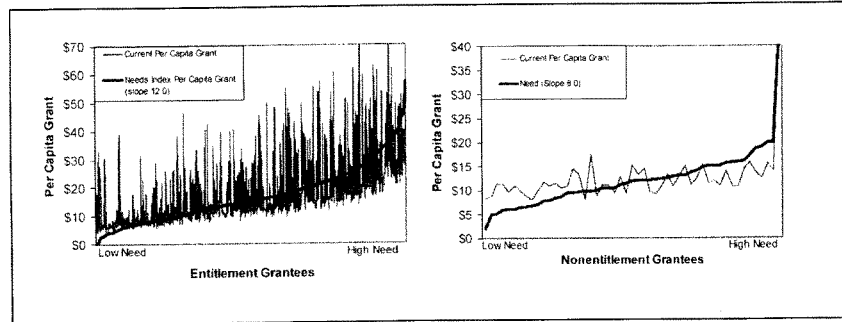 $70
$60
$50
$40
$30
$20
$10
$0
Per Capita Grant
Current Per Capita Grant
Needs Index Per Capita Grant
(slope 12.0)
Low Need
High Need
Entitlement Grantees
$40
$35
$30
$25
$20
$15
$10
$5
$0
Per Capita Grant
Current Per Capita Grant
Need (Slope 6.0)
Low Need
High Need
Nonentitlement Grantees